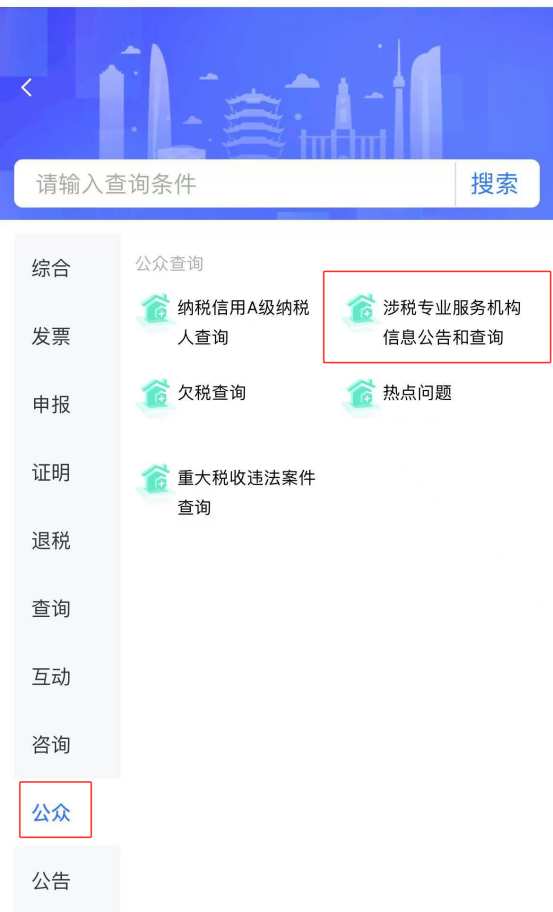 请输入查询条件
搜索
综合
发票
申报
证明
退税
查询
互动
咨询
公众
公告
公众查询
纳税信用A级纳税
人查询
涉税专业服务机构
信息公告和查询
欠税查询
热点问题
重大税收违法案件
查询